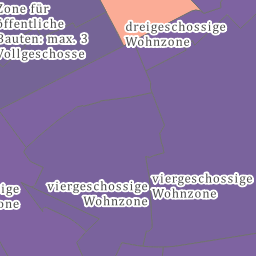 Zone für
öffentliche
Bauten: max. 3
Vollgeschosse
dreigeschossige
Wohnzone
viergeschossige
Wohnzone
viergeschossige
Wohnzone